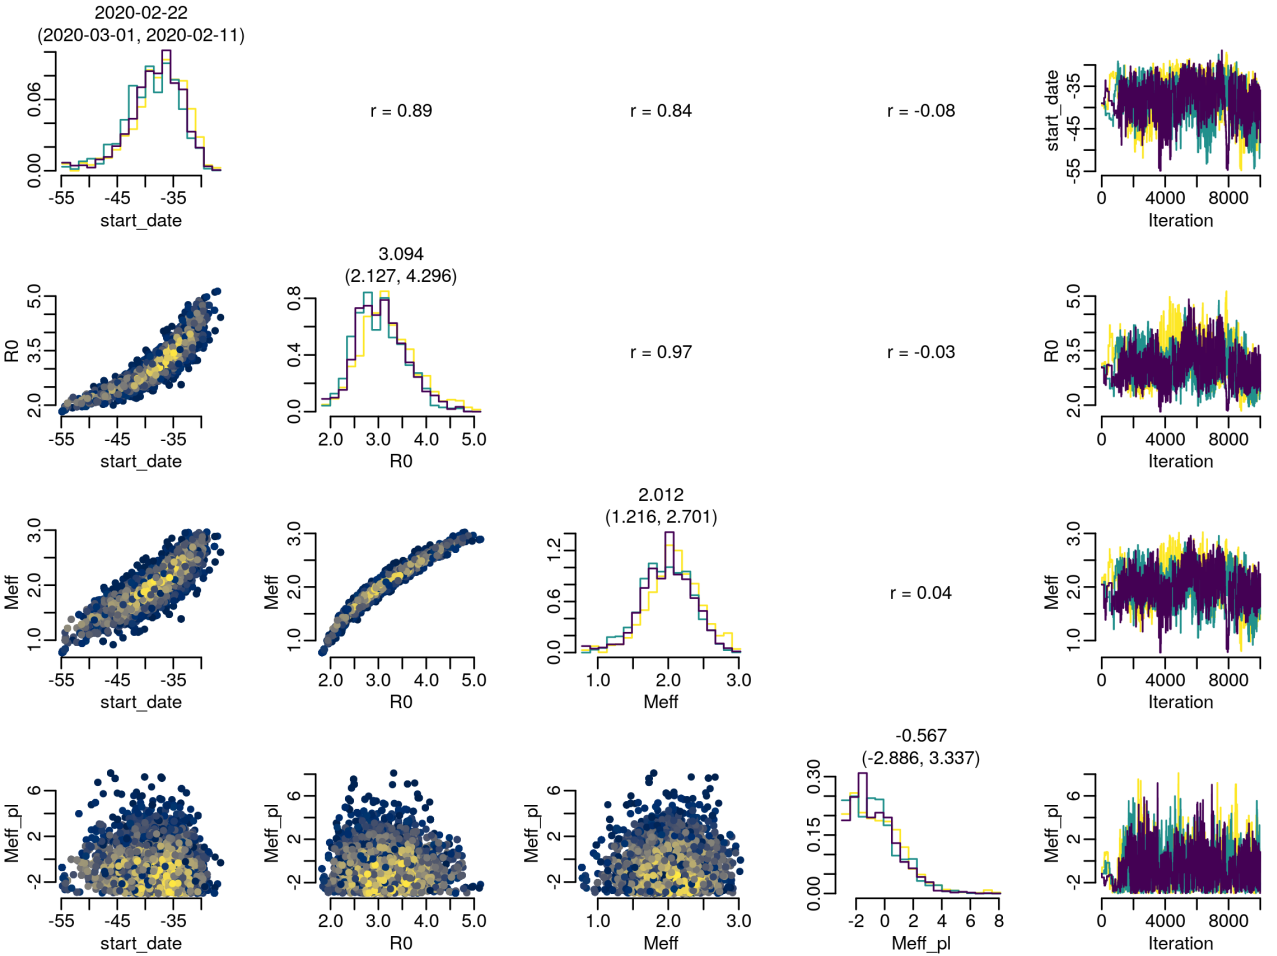 2020-02-22
(2020-03-01, 2020-02-11)
0.00 0.06
-55 -45 -35
start_date
r = 0.89
r = 0.84
r = -0.08
start_date
-55 -45 -35
0 4000 8000
Iteration
R0
2.0 3.5 5.0
-55 -45 -35
start_date
3.094
(2.127, 4.296)
0.0 0.4 0.8
2.0 3.0 4.0 5.0
R0
r = 0.97
r = -0.03
R0
2.0 3.5 5.0
0 4000 8000
Iteration
Meff
1.0 2.0 3.0
-55 -45 -35
start_date
Meff
1.0 2.0 3.0
2.0 3.0 4.0 5.0
R0
2.012
(1.216, 2.701)
0.0 0.6 1.2
1.0 2.0 3.0
Meff
r = 0.04
Meff
1.0 2.0 3.0
0 4000 8000
Iteration
Meff_pl
-2 2 6
-55 -45 -35
start_date
Meff_pl
-2 2 6
2.0 3.0 4.0 5.0
R0
Meff_pl
-2 2 6
1.0 2.0 3.0
Meff
-0.567
(-2.886, 3.337)
0.00 0.15 0.30
-2 0 2 4 6 8
Meff_pl
Meff_pl
-2 2 6
0 4000 8000
Iteration